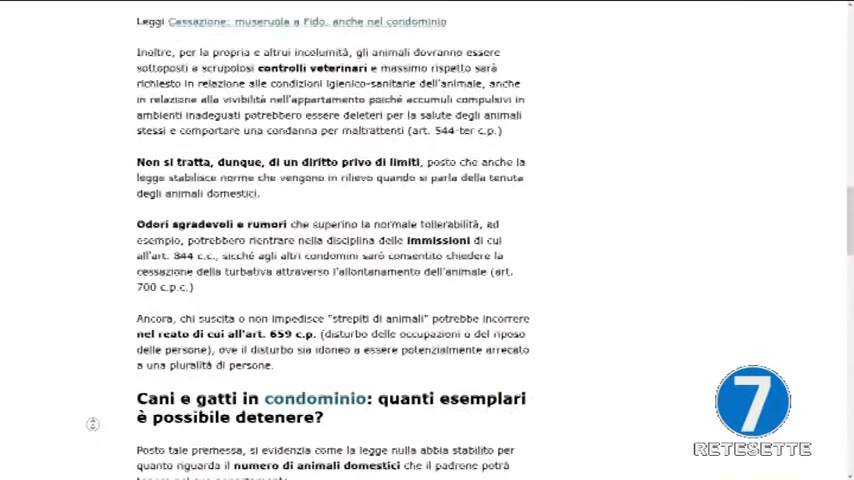 Leggi Cassazione: museruola a Fido, anche nel condominio
Inoltre, per la propria e altrui incolumità, gli animali dovranno essere
sottoposti a scrupolosi controlli veterinari e massimo rispetto sarà
richiesto in relazione alle condizioni igienico-sanitarie dell'animale, anche
in relazione alla vivibilità nell'appartamento poiché accumuli compulsivi in
ambienti inadeguati potrebbero essere deleteri per la salute degli animali
stessi e comportare una condanna per maltrattenti (art. 544-ter c.p.)
Non si tratta, dunque, di un diritto privo di limiti, posto che anche la
legge stabilisce norme che vengono in rilievo quando si parla della tenuta
degli animali domestici.
Odori sgradevoli e rumori che superino la normale tollerabilità, ad
esempio, potrebbero rientrare nella disciplina delle immissioni di cui
all'art. 844 c.c., sicché agli altri condomini sarò consentito chiedere la
cessazione della turbativa attraverso l'allontanamento dell'animale (art.
700 c.p.c.)
Ancora, chi suscita o non impedisce "strepiti di animali" potrebbe incorrere
nel reato di cui all'art. 659 c.p. (disturbo delle occupazioni o del riposo
delle persone), ove il disturbo sia idoneo a essere potenzialmente arrecato
a una pluralità di persone.
Cani e gatti in condominio: quanti esemplari
è possibile detenere?
Posto tale premessa, si evidenzia come la legge nulla abbia stabilito per
quanto riguarda il numero di animali domestici che il padrone potrà
7
RETESETTE